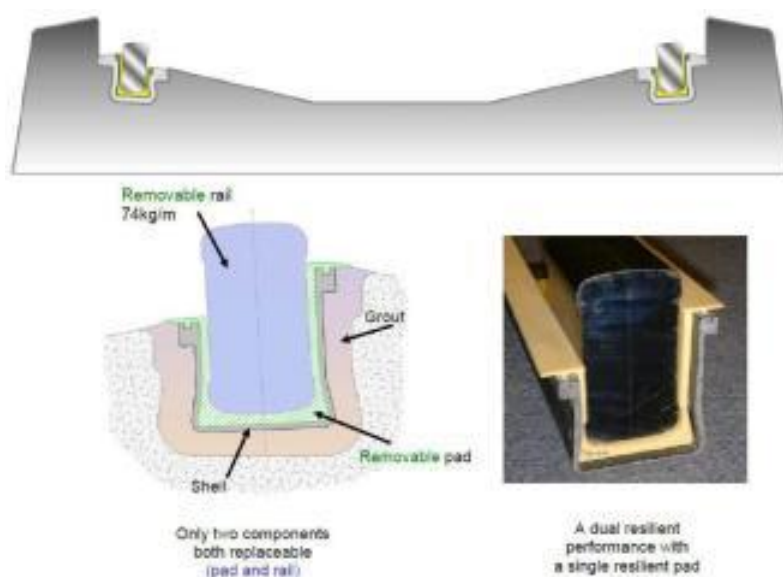 Removable rail
74kg/m
Grout
Removable pad
Shell
Only two components
both replaceable
(pad and rail)
A dual resilient
performance with
a single resilient pad